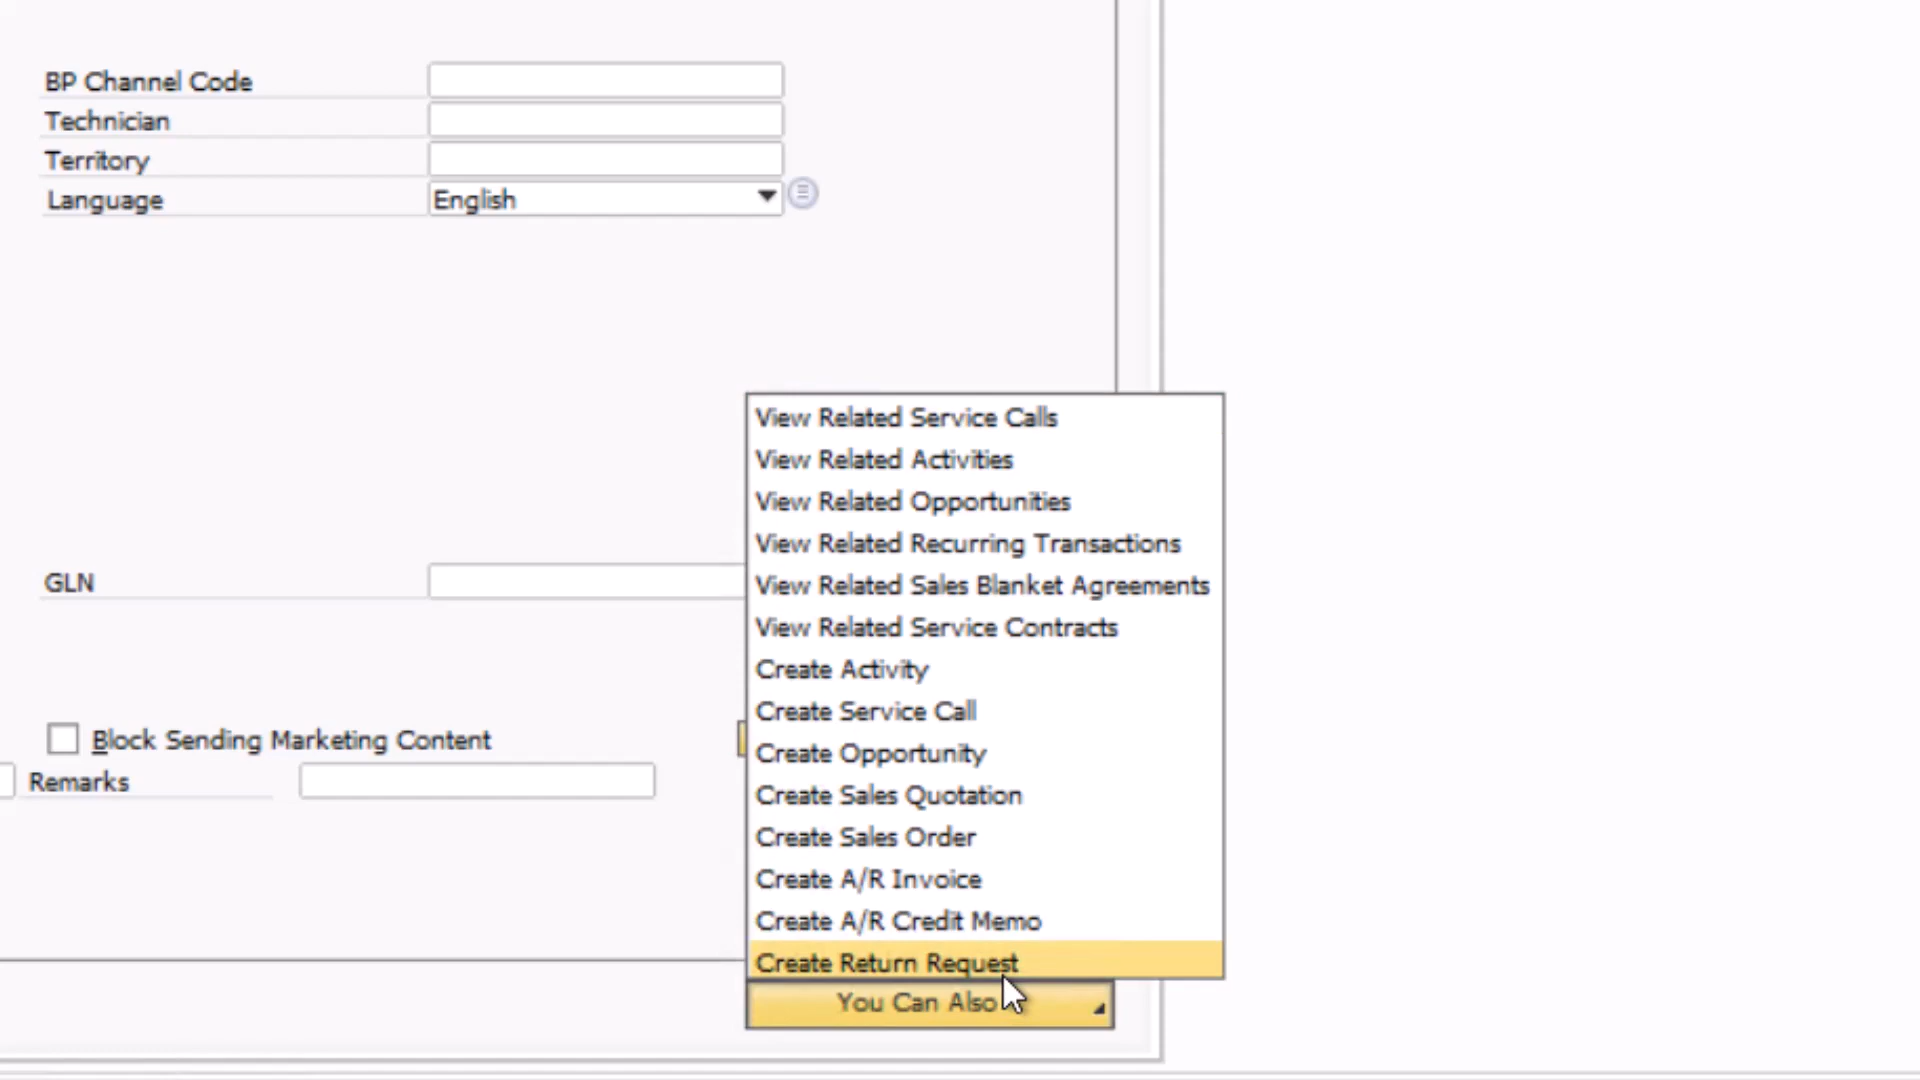 BP Channel Code
Technician
Territory
Language English
View Related Service Calls
View Related Activities
View Related Opportunities
View Related Recurring Transactions
GLN
View Related Sales Blanket Agreements
View Related Service Contracts
Create Activity
Create Service Call
Block Sending Marketing Content
Create Opportunity
Remarks
Create Sales Quotation
Create Sales Order
Create A/R Invoice
Create A/R Credit Memo
Create Return Request
You Can Also